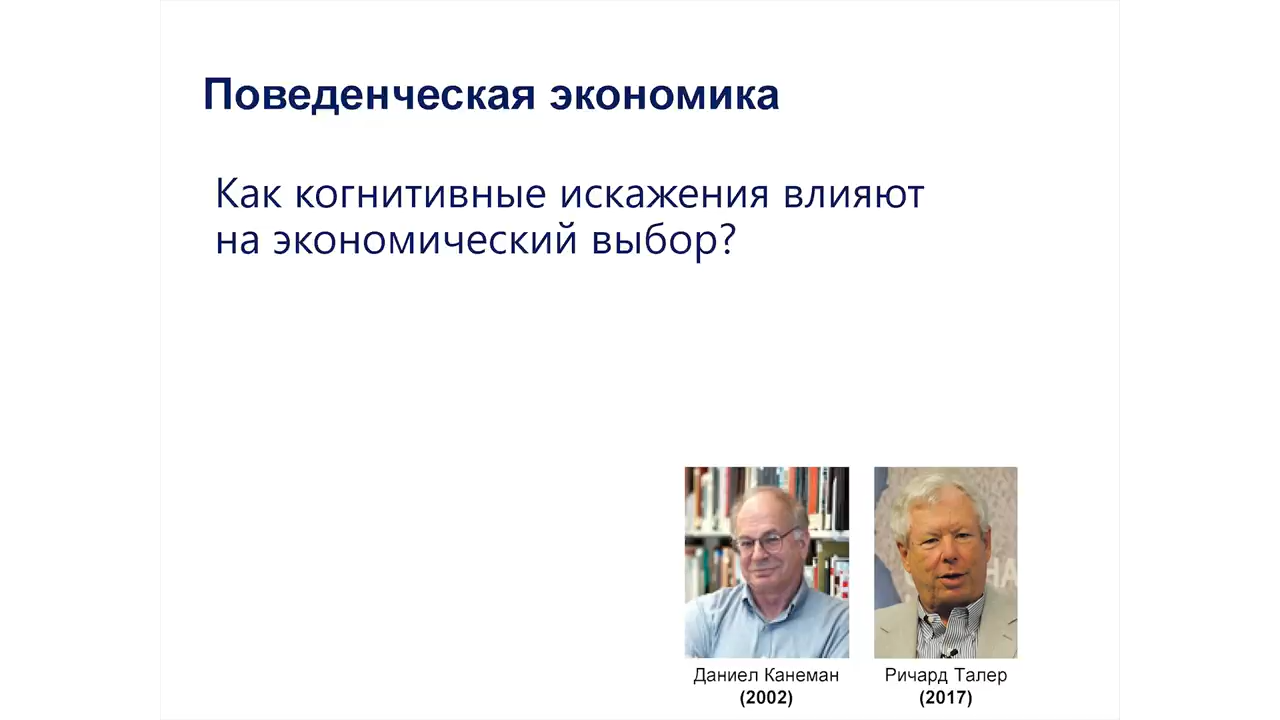 Поведенческая экономика
Как когнитивные искажения влияют
на экономический выбор?
Даниел Канеман
(2002)
Ричард Талер
(2017)